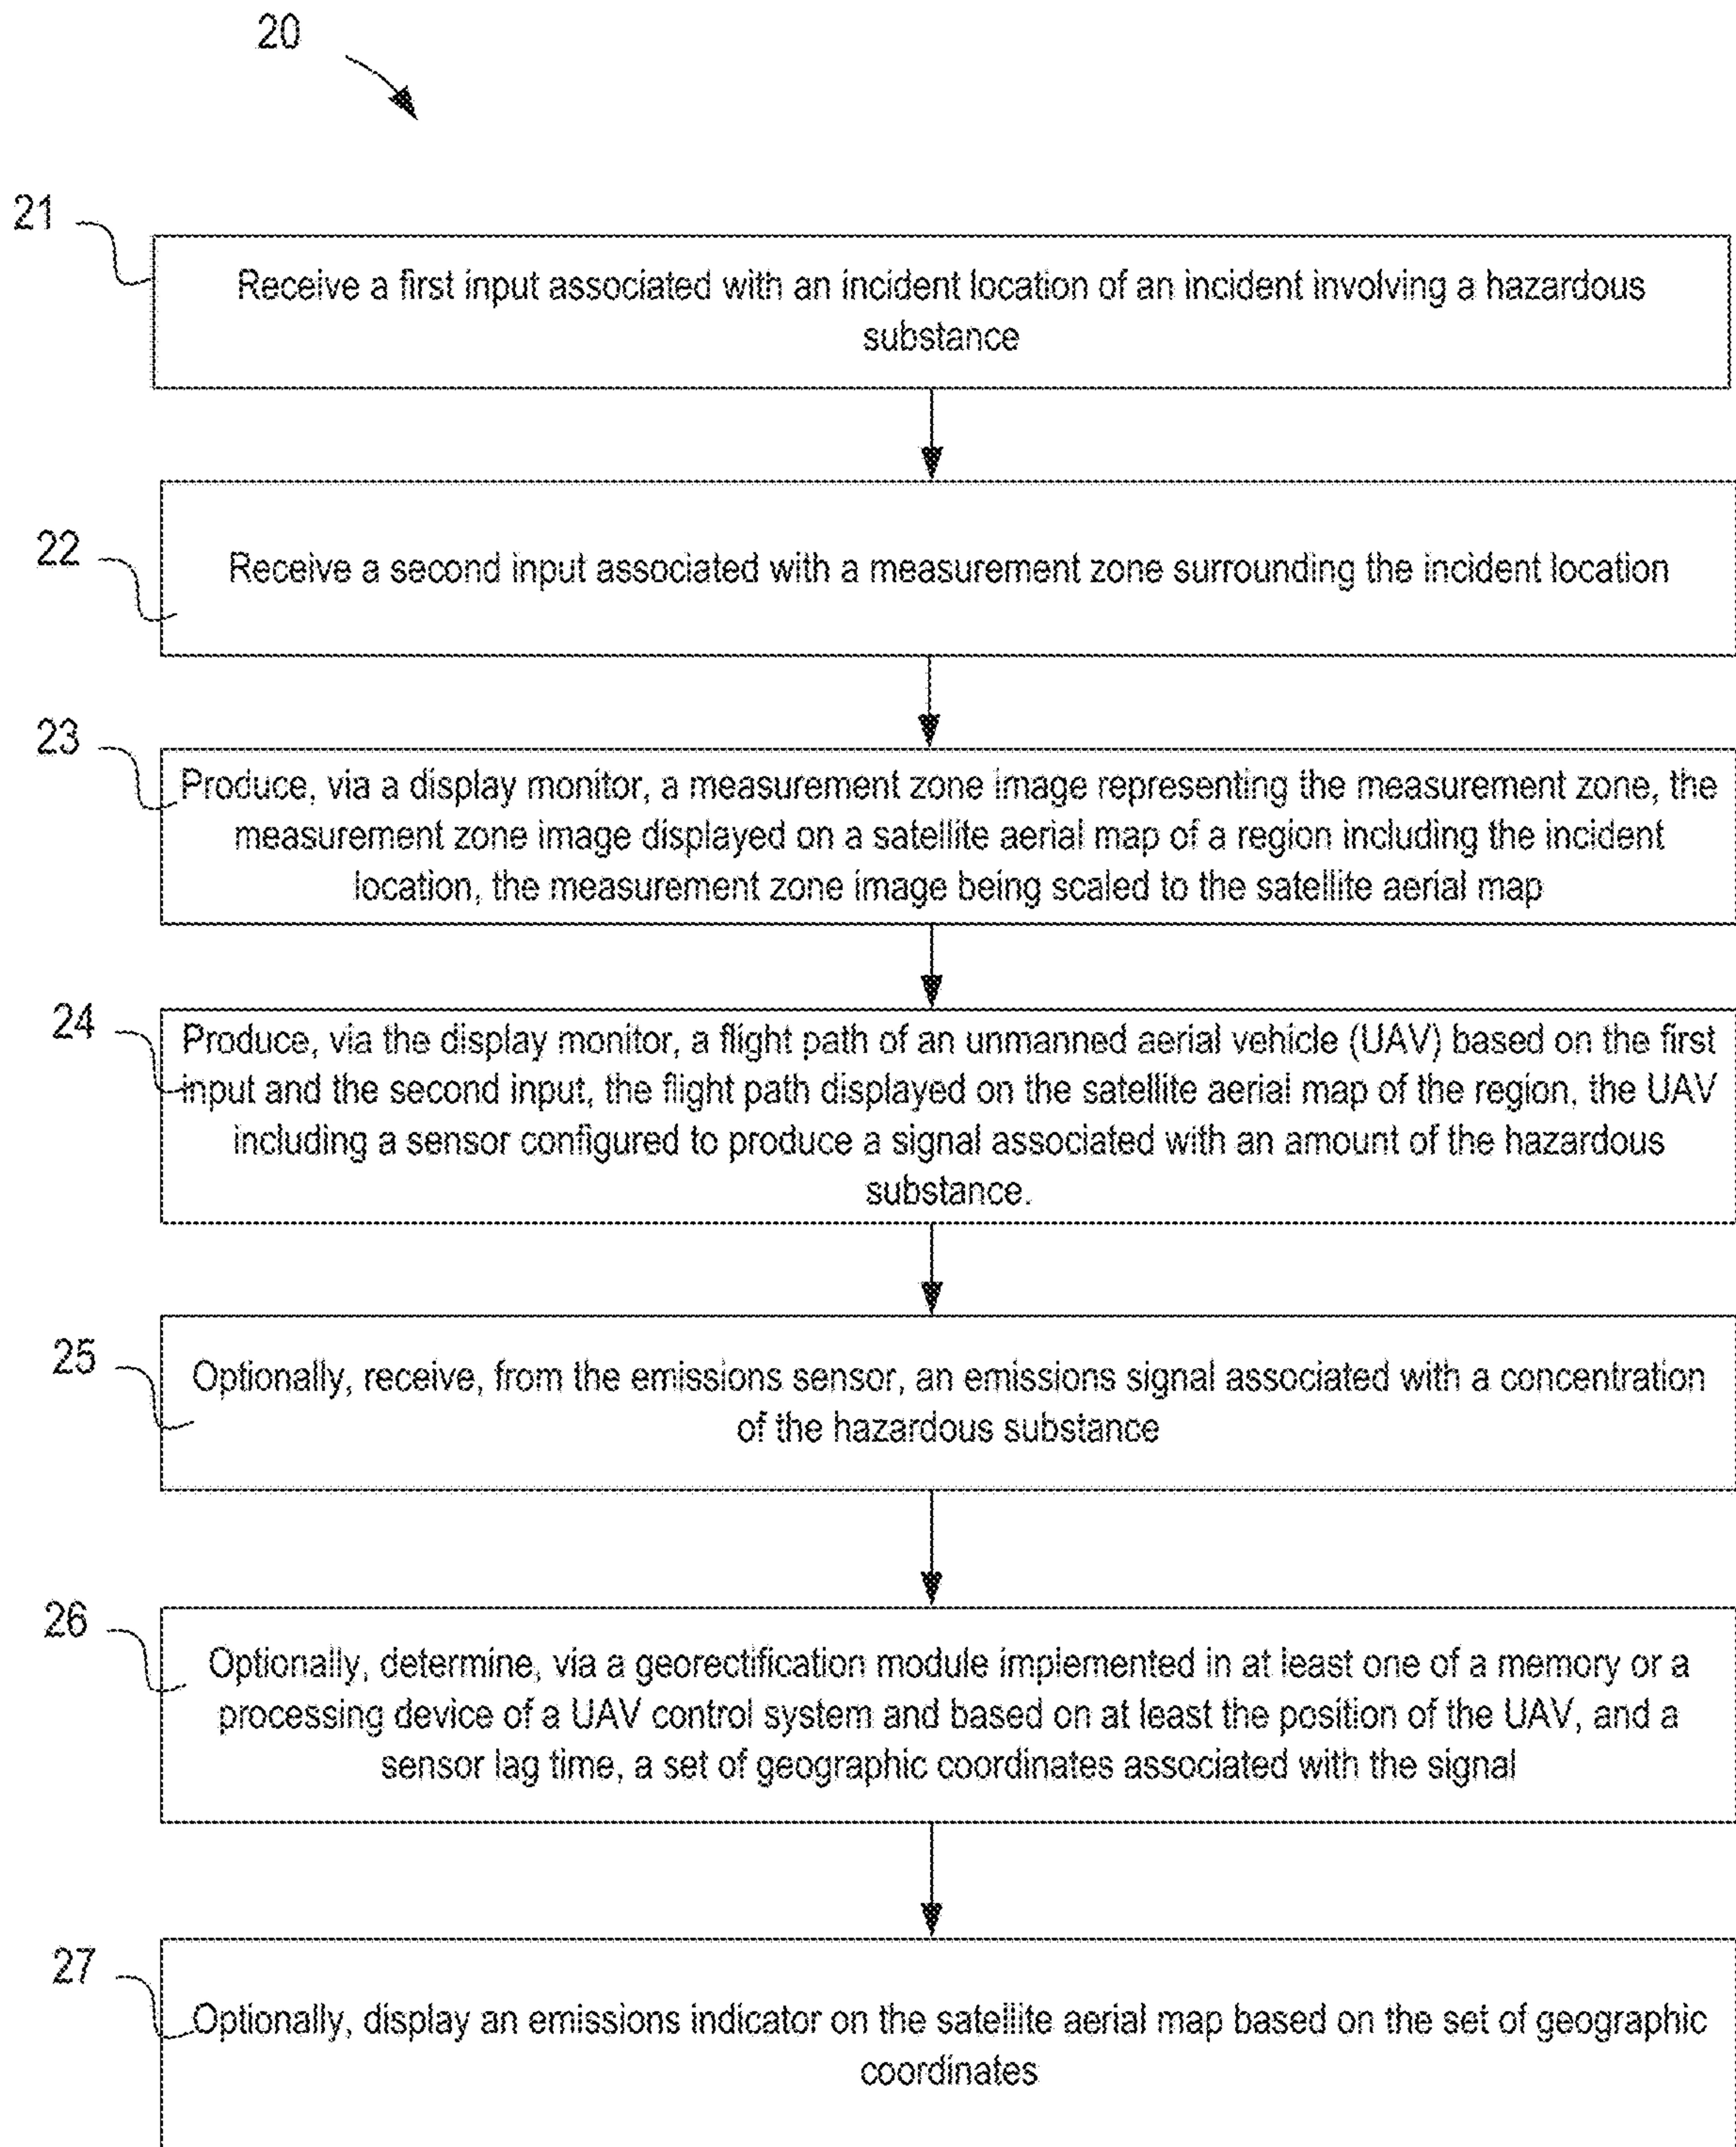 20
21
Receive a first input associated with an incident location of an incident involving a hazardous
substance
22
Receive a second input associated with a measurement zone surrounding the incident location
23
Produce, via a display monitor, a measurement zone image representing the measurement zone, the
measurement zone image displayed on a satellite aerial map of a region including the incident
location, the measurement zone image being scaled to the satellite aerial map
24
Produce, via the display monitor, a flight path of an unmanned aerial vehicle (UAV) based on the first
input and the second input, the flight path displayed on the satellite aerial map of the region, the UAV
including a sensor configured to produce a signal associated with an amount of the hazardous
substance.
25
Optionally, receive, from the emissions sensor, an emissions signal associated with a concentration
of the hazardous substance
26
Optionally, determine, via a georectification module implemented in at least one of a memory or a
processing device of a UAV control system and based on at least the position of the UAV, and a
sensor lag time, a set of geographic coordinates associated with the signal
27
Optionally, display an emissions indicator on the satellite aerial map based on the set of geographic
coordinates